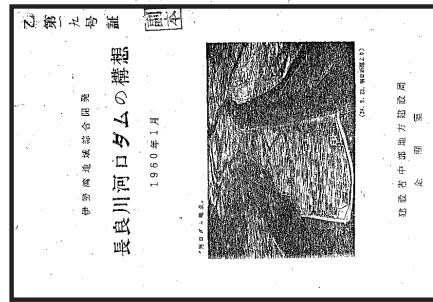 乙第一九号証
副本
伊勢湾地域総合開発
長良川河口ダムの構想
1960年1月
建設省中部地方建設局
企画室